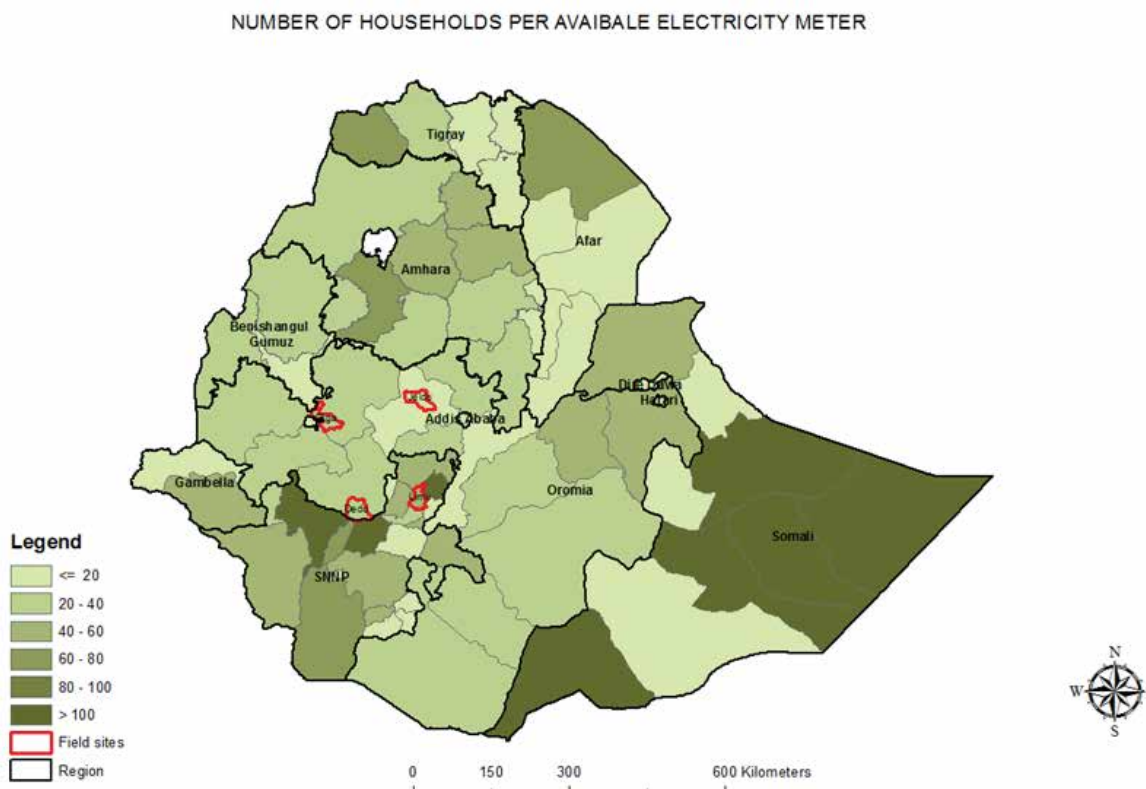 NUMBER OF HOUSEHOLDS PER AVAIBALE ELECTRICITY METER
Tigray
Afar
Amhara
Benishangul
Gumuz
Dire Dawa
Harari
Addis Ababa
Gambella
Oromia
Somali
SNNP
Legend
<= 20
20 - 40
40 - 60
60 - 80
80 - 100
> 100
Field sites
Region
N
W
E
S
0 150 300 600 Kilometers